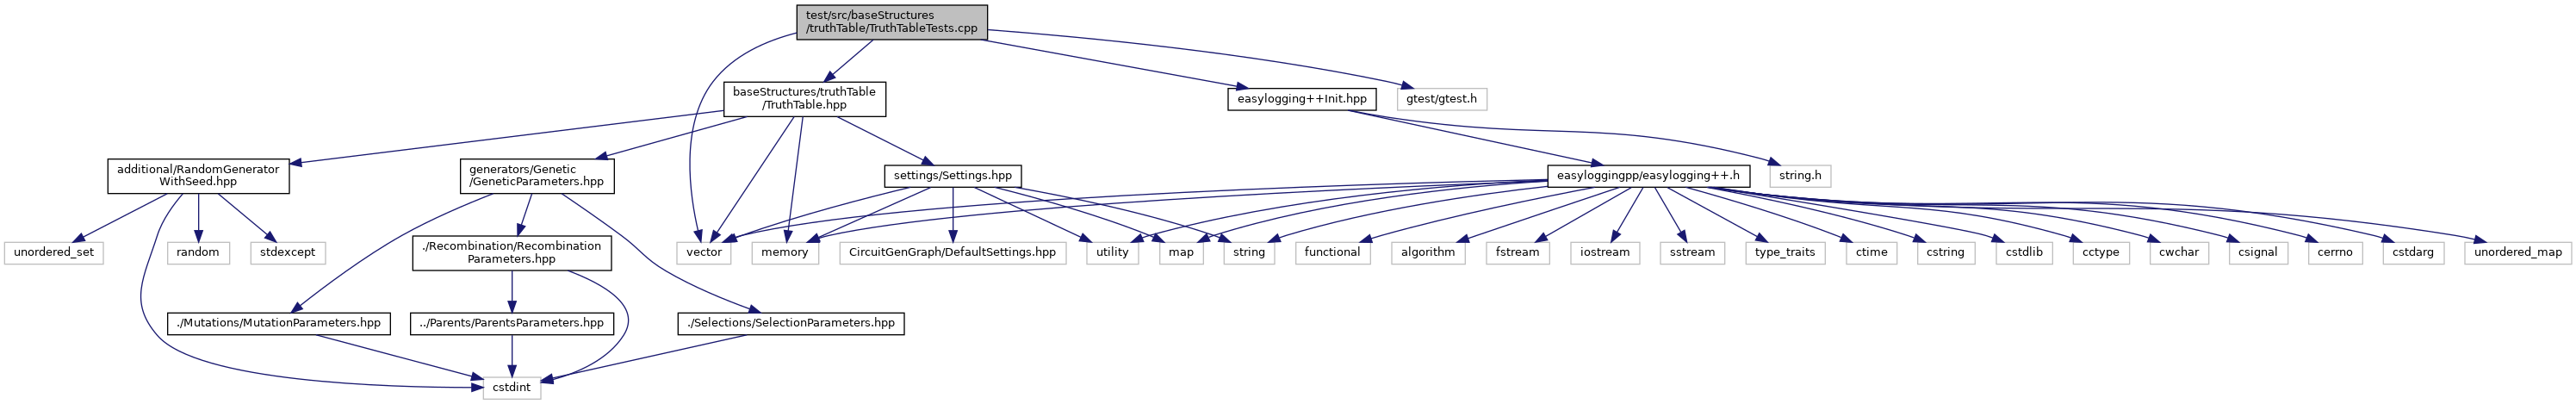 test/src/baseStructures
/truthTable/TruthTableTests.cpp
baseStructures/truthTable
/TruthTable.hpp
easylogging++Init.hpp
gtest/gtest.h
additional/RandomGenerator
WithSeed.hpp
generators/Genetic
/GeneticParameters.hpp
settings/Settings.hpp
easyloggingpp/easylogging++.h
string.h
unordered_set
random
stdexcept
./Recombination/Recombination
Parameters.hpp
vector
memory
CircuitGenGraph/DefaultSettings.hpp
utility
map
string
functional
algorithm
fstream
iostream
sstream
type_traits
ctime
cstring
cstdlib
cctype
cwchar
csignal
cerrno
cstdarg
unordered_map
./Mutations/MutationParameters.hpp
../Parents/ParentsParameters.hpp
./Selections/SelectionParameters.hpp
cstdint